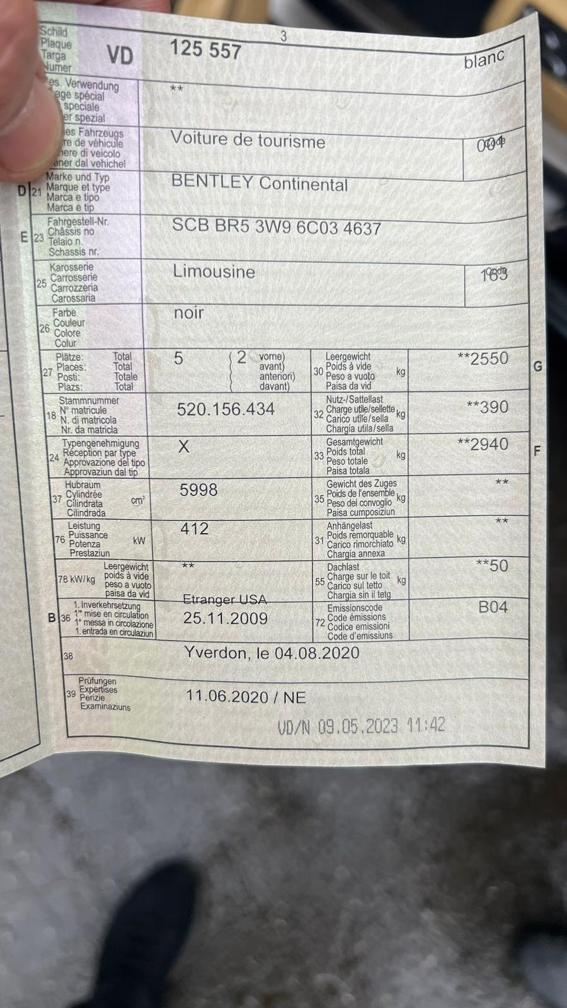 3
Schild
Plaque
Targa
Numer
VD
125 557
blanc
es. Verwendung
age spécial
speciale
er spezial
**
es Fahrzeugs
re de véhicule
nere di veicolo
aner dal vehichel
Voiture de tourisme
D 21
Marke und Typ
Marque et type
Marca e tipo
Marca e tip
BENTLEY Continental
E 23
Fahrgestell-Nr.
Châssis no
Telaio n.
Schassis nr.
SCB BR5 3W9 6C03 4637
25
Karosserie
Carrosserie
Carrozzeria
Carossaria
Limousine
26
Farbe
Couleur
Colore
Colur
noir
27
Plätze: Total
Places: Total
Posti: Totale
Plazs: Total
5
2
vorne)
avant)
anteriori)
davant)
30
Leergewicht
Poids à vide
Peso a vuoto
Paisa da vid
kg
**2550
G
18
Stammnummer
N° matricule
N. di matricola
Nr. da matricla
520.156.434
32
Nutz-/Sattellast
Charge utile/sellette
Carico utile/sella
Chargia utila/sella
kg
**390
24
Typengenehmigung
Réception par type
Approvazione del tipo
Approvaziun dal tip
X
33
Gesamtgewicht
Poids total
Peso totale
Paisa totala
kg
**2940
F
37
Hubraum
Cylindrée
Cilindrata
Cilindrada
cm³
5998
35
Gewicht des Zuges
Poids de l'ensemble
Peso del convoglio
Paisa cumposiziun
kg
**
76
Leistung
Puissance
Potenza
Prestaziun
kW
412
31
Anhängelast
Poids remorquable
Carico rimorchiato
Chargia annexa
kg
**
78 kW/kg
Leergewicht
poids à vide
peso a vuoto
paisa da vid
**
55
Dachlast
Charge sur le toit
Carico sul tetto
Chargia sin il tetg
kg
**50
B 36
1. Inverkehrsetzung
1re mise en circulation
1a messa in circolazione
1. entrada en circulaziun
Etranger USA
25.11.2009
72
Emissionscode
Code émissions
Codice emissioni
Code d'emissiuns
B04
38
Yverdon, le 04.08.2020
39
Prüfungen
Expertises
Perizie
Examinaziuns
11.06.2020 / NE
VD/N 09.05.2023 11:42